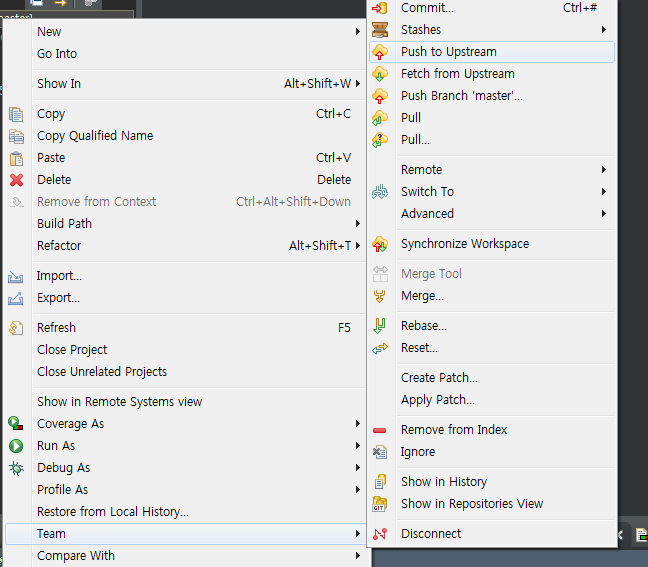 master]
New
Go Into
Show In Alt+Shift+W
Copy Ctrl+C
Copy Qualified Name
Paste Ctrl+V
Delete Delete
Remove from Context Ctrl+Alt+Shift+Down
Build Path
Refactor Alt+Shift+T
Import...
Export...
Refresh F5
Close Project
Close Unrelated Projects
Show in Remote Systems view
Coverage As
Run As
Debug As
Profile As
Restore from Local History...
Team
Compare With
Commit... Ctrl+#
Stashes
Push to Upstream
Fetch from Upstream
Push Branch 'master'...
Pull
Pull...
Remote
Switch To
Advanced
Synchronize Workspace
Merge Tool
Merge...
Rebase...
Reset...
Create Patch...
Apply Patch...
Remove from Index
Ignore
Show in History
GIT Show in Repositories View
Disconnect